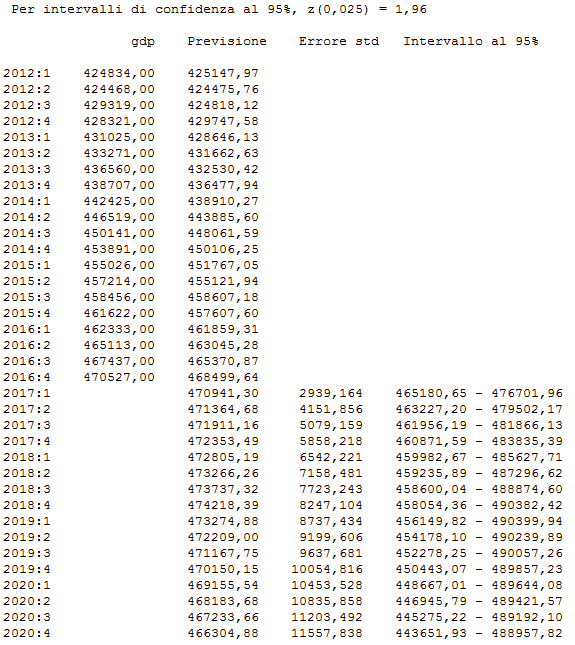 Per intervalli di confidenza al 95%, z(0,025) = 1,96
gdp Previsione Errore std Intervallo al 95%
2012:1 424834,00 425147,97
2012:2 424468,00 424475,76
2012:3 429319,00 424818,12
2012:4 428321,00 429747,58
2013:1 431025,00 428646,13
2013:2 433271,00 431662,63
2013:3 436560,00 432530,42
2013:4 438707,00 436477,94
2014:1 442425,00 438910,27
2014:2 446519,00 443885,60
2014:3 450141,00 448061,59
2014:4 453891,00 450106,25
2015:1 455026,00 451767,05
2015:2 457214,00 455121,94
2015:3 458456,00 458607,18
2015:4 461622,00 457607,60
2016:1 462333,00 461859,31
2016:2 465113,00 463045,28
2016:3 467437,00 465370,87
2016:4 470527,00 468499,64
2017:1 470941,30 2939,164 465180,65 - 476701,96
2017:2 471364,68 4151,856 463227,20 - 479502,17
2017:3 471911,16 5079,159 461956,19 - 481866,13
2017:4 472353,49 5858,218 460871,59 - 483835,39
2018:1 472805,19 6542,221 459982,67 - 485627,71
2018:2 473266,26 7158,481 459235,89 - 487296,62
2018:3 473737,32 7723,243 458600,04 - 488874,60
2018:4 474218,39 8247,104 458054,36 - 490382,42
2019:1 473274,88 8737,434 456149,82 - 490399,94
2019:2 472209,00 9199,606 454178,10 - 490239,89
2019:3 471167,75 9637,681 452278,25 - 490057,26
2019:4 470150,15 10054,816 450443,07 - 489857,23
2020:1 469155,54 10453,528 448667,01 - 489644,08
2020:2 468183,68 10835,858 446945,79 - 489421,57
2020:3 467233,66 11203,492 445275,22 - 489192,10
2020:4 466304,88 11557,838 443651,93 - 488957,82